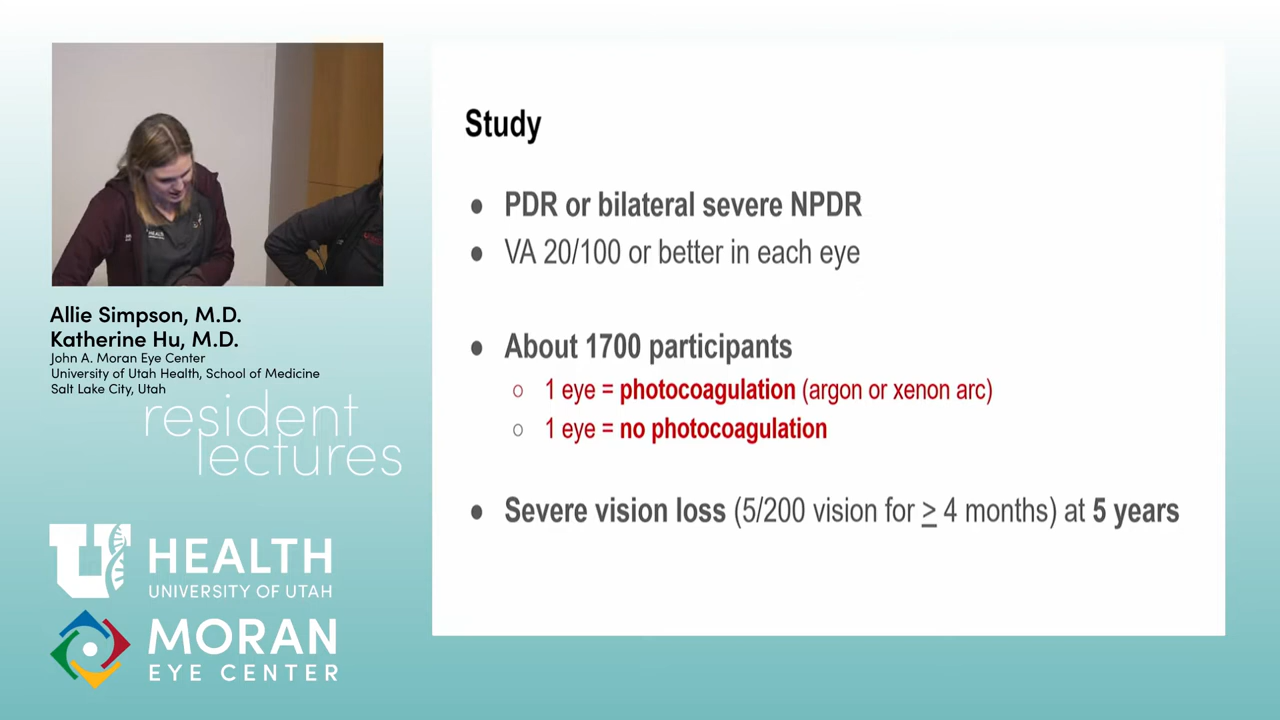 Study
● PDR or bilateral severe NPDR
● VA 20/100 or better in each eye
● About 1700 participants
○ 1 eye = photocoagulation (argon or xenon arc)
○ 1 eye = no photocoagulation
● Severe vision loss (5/200 vision for ≥ 4 months) at 5 years
Allie Simpson, M.D.
Katherine Hu, M.D.
John A. Moran Eye Center
University of Utah Health, School of Medicine
Salt Lake City, Utah
resident
lectures
U HEALTH
UNIVERSITY OF UTAH
MORAN
EYE CENTER